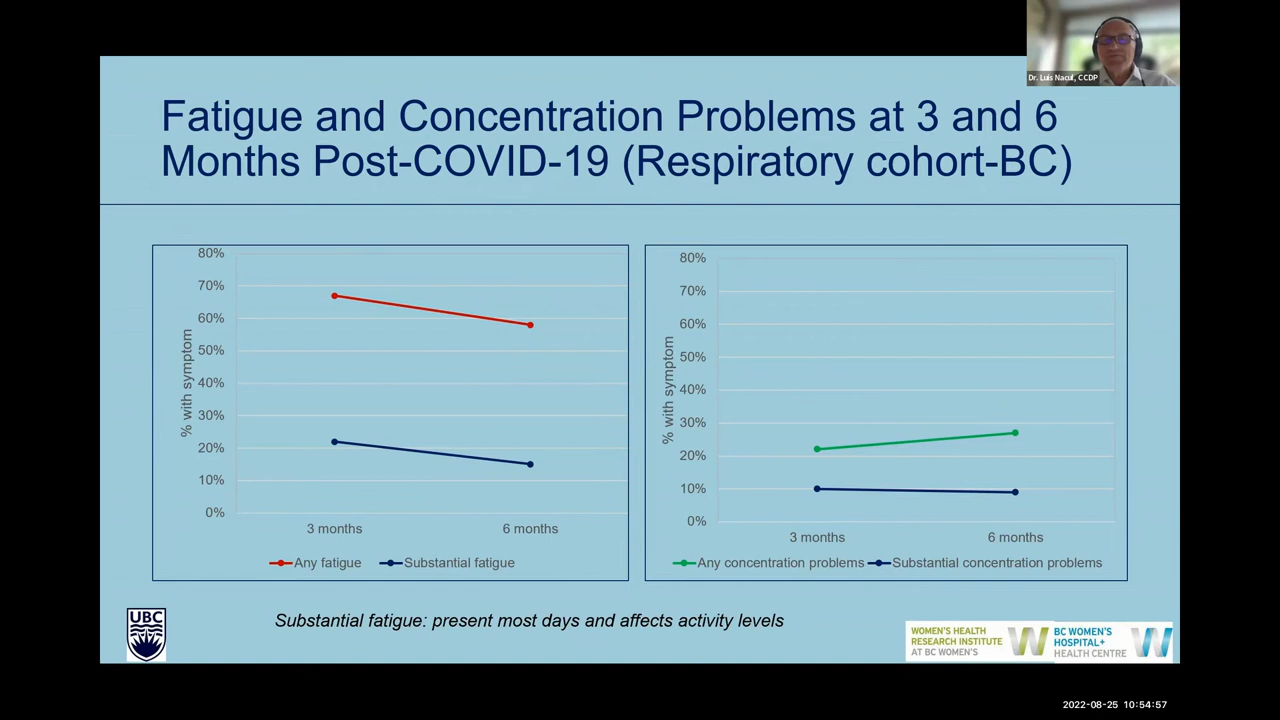 Dr. Luis Nacul, CCDP
Fatigue and Concentration Problems at 3 and 6
Months Post-COVID-19 (Respiratory cohort-BC)
% with symptom
80%
70%
60%
50%
40%
30%
20%
10%
0%
3 months
6 months
Any fatigue
Substantial fatigue
% with symptom
80%
70%
60%
50%
40%
30%
20%
10%
0%
3 months
6 months
Any concentration problems
Substantial concentration problems
Substantial fatigue: present most days and affects activity levels
UBC
WOMEN'S HEALTH
RESEARCH INSTITUTE
AT BC WOMEN'S
BC WOMEN'S
HOSPITAL+
HEALTH CENTRE
2022-08-25 10:54:57